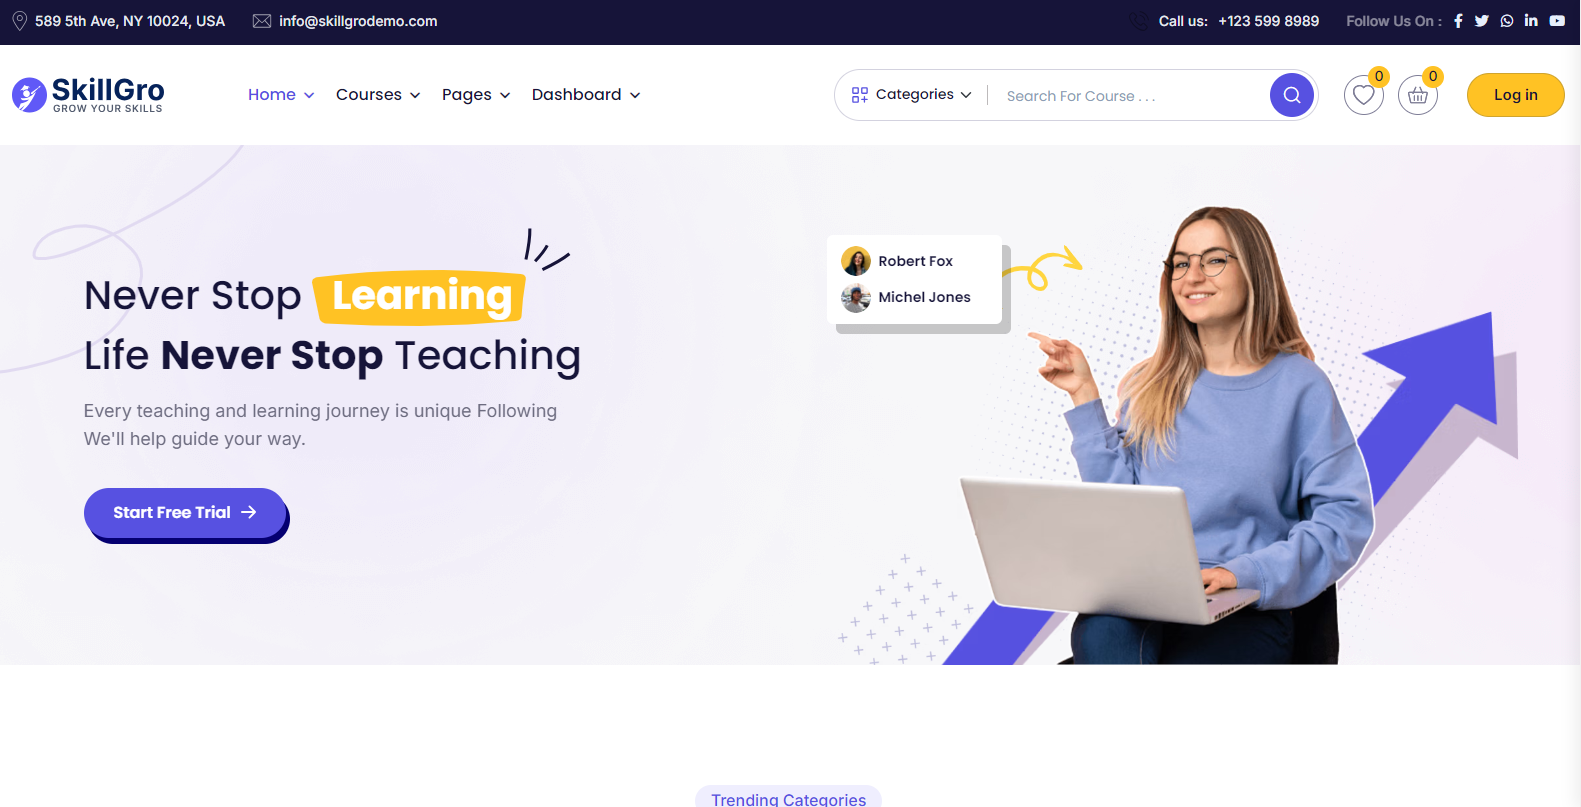 589 5th Ave, NY 10024, USA
info@skillgrodemo.com
Call us: +123 599 8989
Follow Us On :
SkillGro
GROW YOUR SKILLS
Home
Courses
Pages
Dashboard
Categories
Search For Course . . .
0
0
Log in
Never Stop Learning
Life Never Stop Teaching
Every teaching and learning journey is unique Following
We'll help guide your way.
Start Free Trial
Robert Fox
Michel Jones
Trending Categories